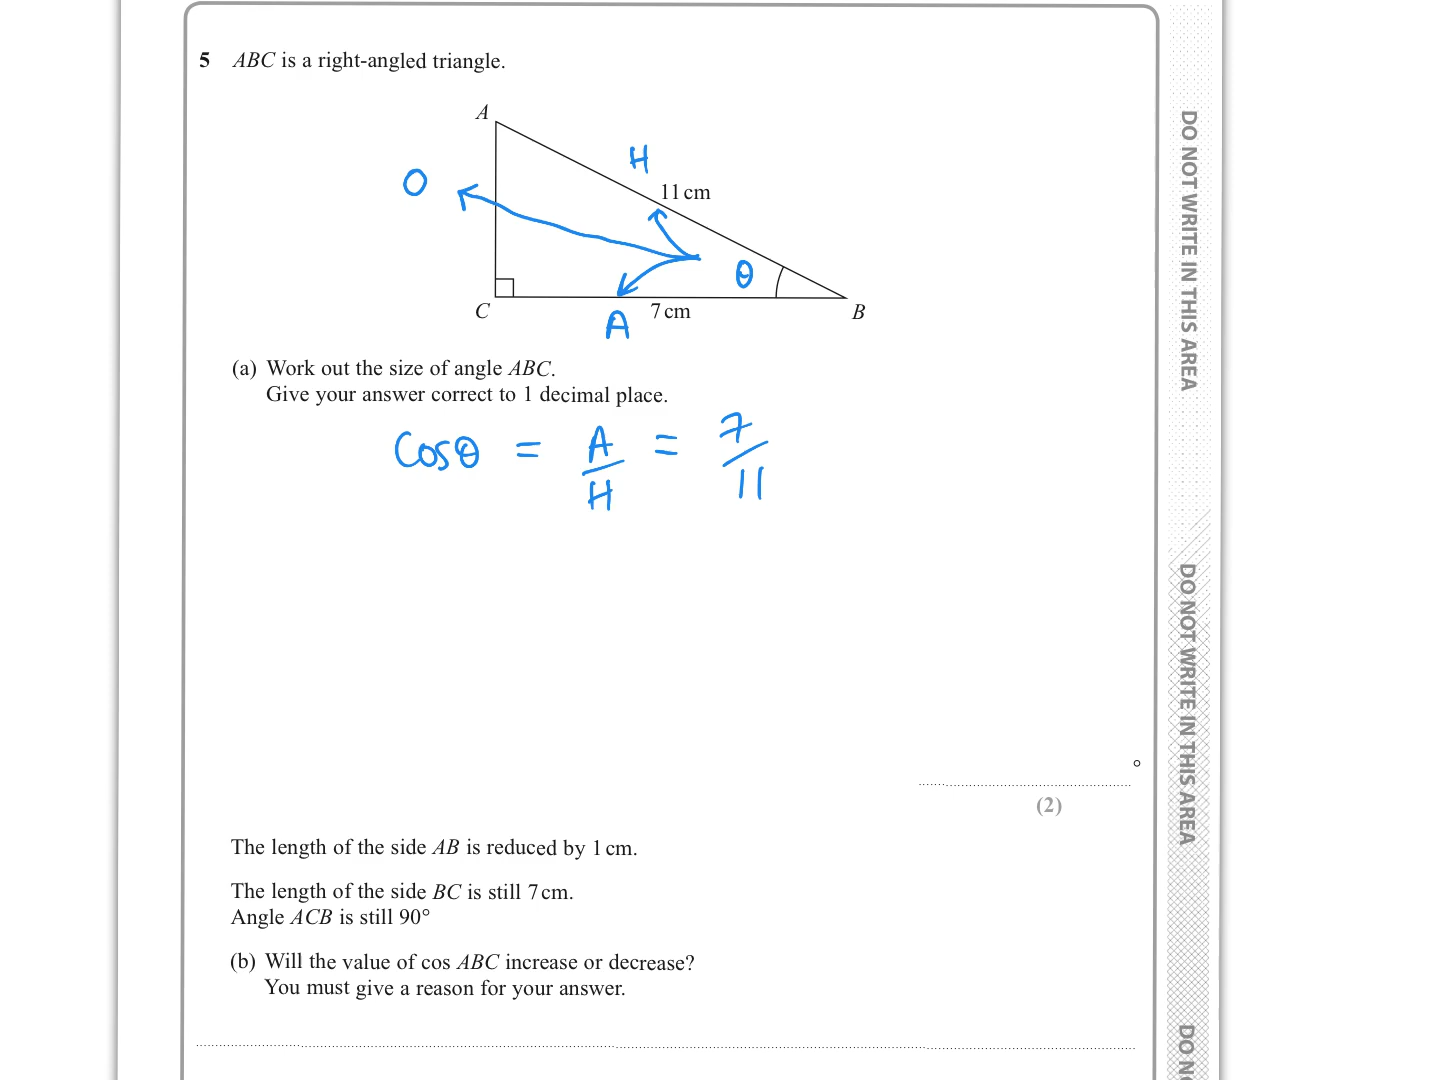 5 ABC is a right-angled triangle.
A
H
O
11 cm
θ
C
7 cm
B
A
(a) Work out the size of angle ABC.
Give your answer correct to 1 decimal place.
Cosθ = A/H = 7/11
°
(2)
The length of the side AB is reduced by 1 cm.
The length of the side BC is still 7 cm.
Angle ACB is still 90°
(b) Will the value of cos ABC increase or decrease?
You must give a reason for your answer.
DO NOT WRITE IN THIS AREA
DO NOT WRITE IN THIS AREA
DO N